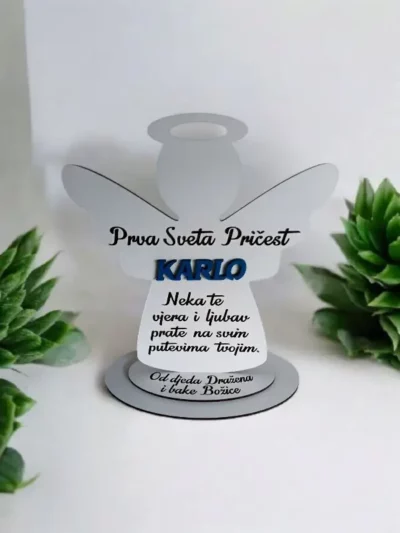 Prva Sveta Pričest
KARLO
Neka te
vjera i ljubav
prate na svim
putevima tvojim.
Od djeda Dražena
i bake Božice